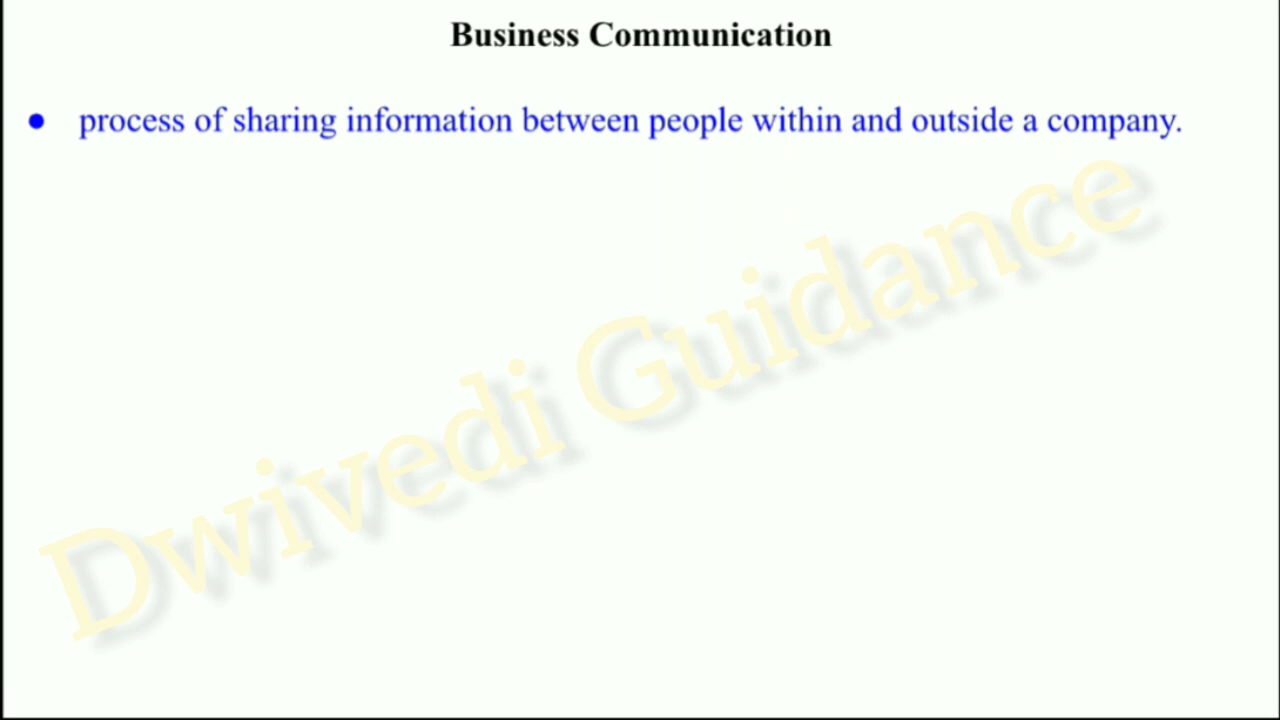 Business Communication
● process of sharing information between people within and outside a company.
Dwivedi Guidance